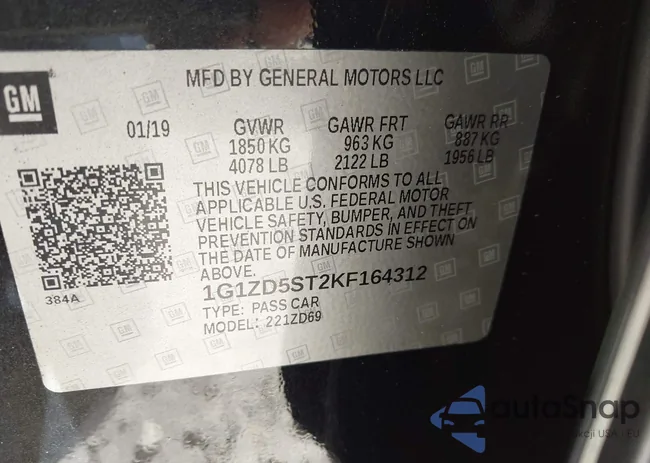 GM
MFD BY GENERAL MOTORS LLC
01/19 GVWR GAWR FRT GAWR RR
1850 KG 963 KG 887 KG
4078 LB 2122 LB 1956 LB
THIS VEHICLE CONFORMS TO ALL
APPLICABLE U.S. FEDERAL MOTOR
VEHICLE SAFETY, BUMPER, AND THEFT
PREVENTION STANDARDS IN EFFECT ON
THE DATE OF MANUFACTURE SHOWN
ABOVE.
384A
1G1ZD5ST2KF164312
TYPE: PASS CAR
MODEL: 221ZD69
autoSnap
USA - EU